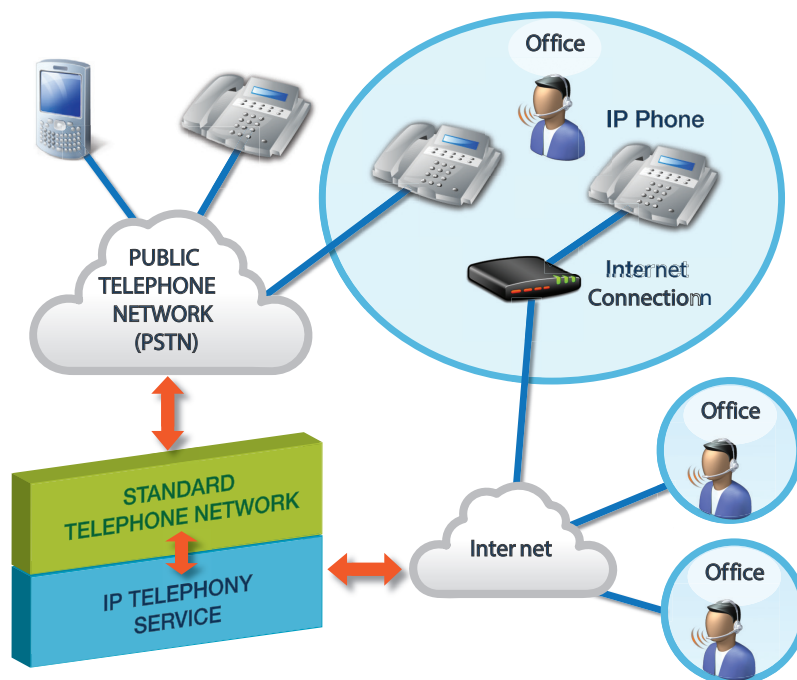 Office
IP Phone
Internet
Connection
PUBLIC
TELEPHONE
NETWORK
(PSTN)
STANDARD
TELEPHONE NETWORK
IP TELEPHONY
SERVICE
Internet
Office
Office